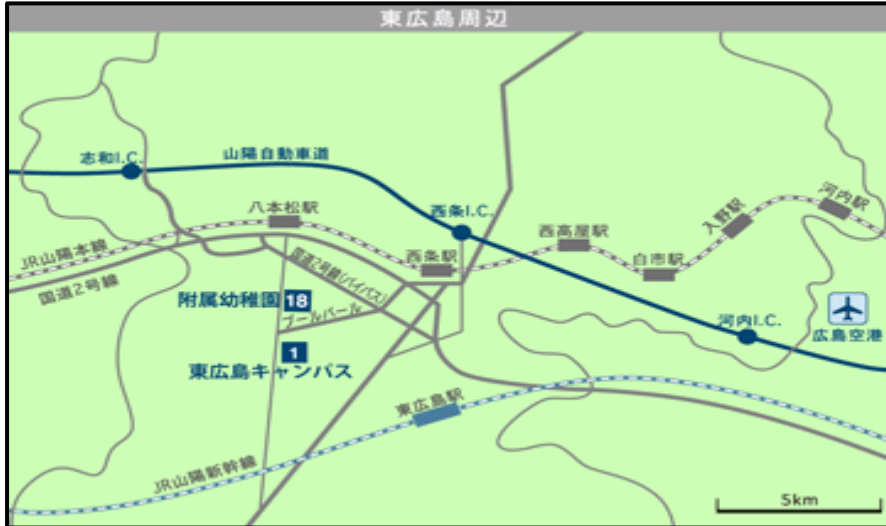 東広島周辺
志和I.C.
山陽自動車道
八本松駅
西条I.C.
河内駅
入野駅
西高屋駅
白市駅
西条駅
JR山陽本線
国道2号線
国道2号線(バイパス)
附属幼稚園 18
ブールバール
1
東広島キャンパス
河内I.C.
広島空港
東広島駅
JR山陽新幹線
5km